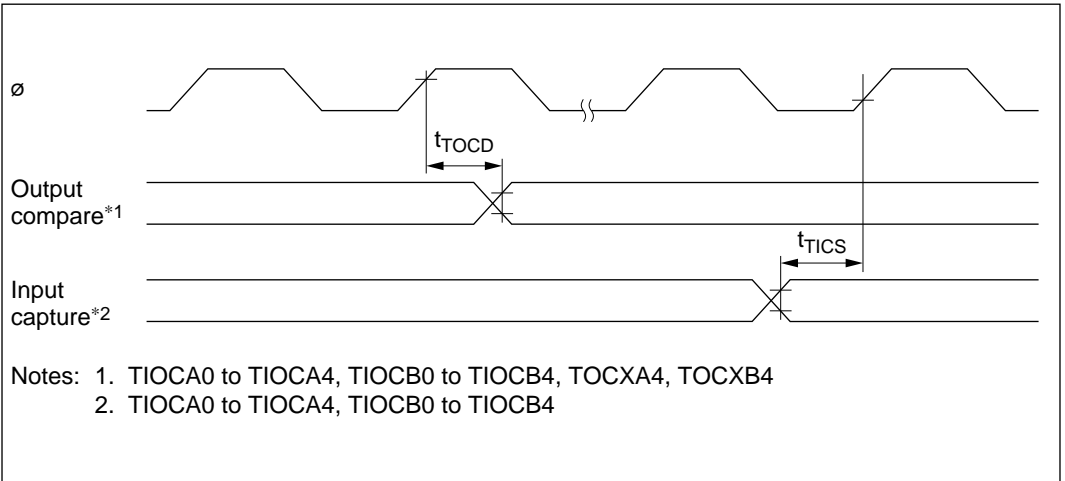 ø
tTOCD
Output
compare*1
tTICS
Input
capture*2
Notes: 1. TIOCA0 to TIOCA4, TIOCB0 to TIOCB4, TOCXA4, TOCXB4
2. TIOCA0 to TIOCA4, TIOCB0 to TIOCB4